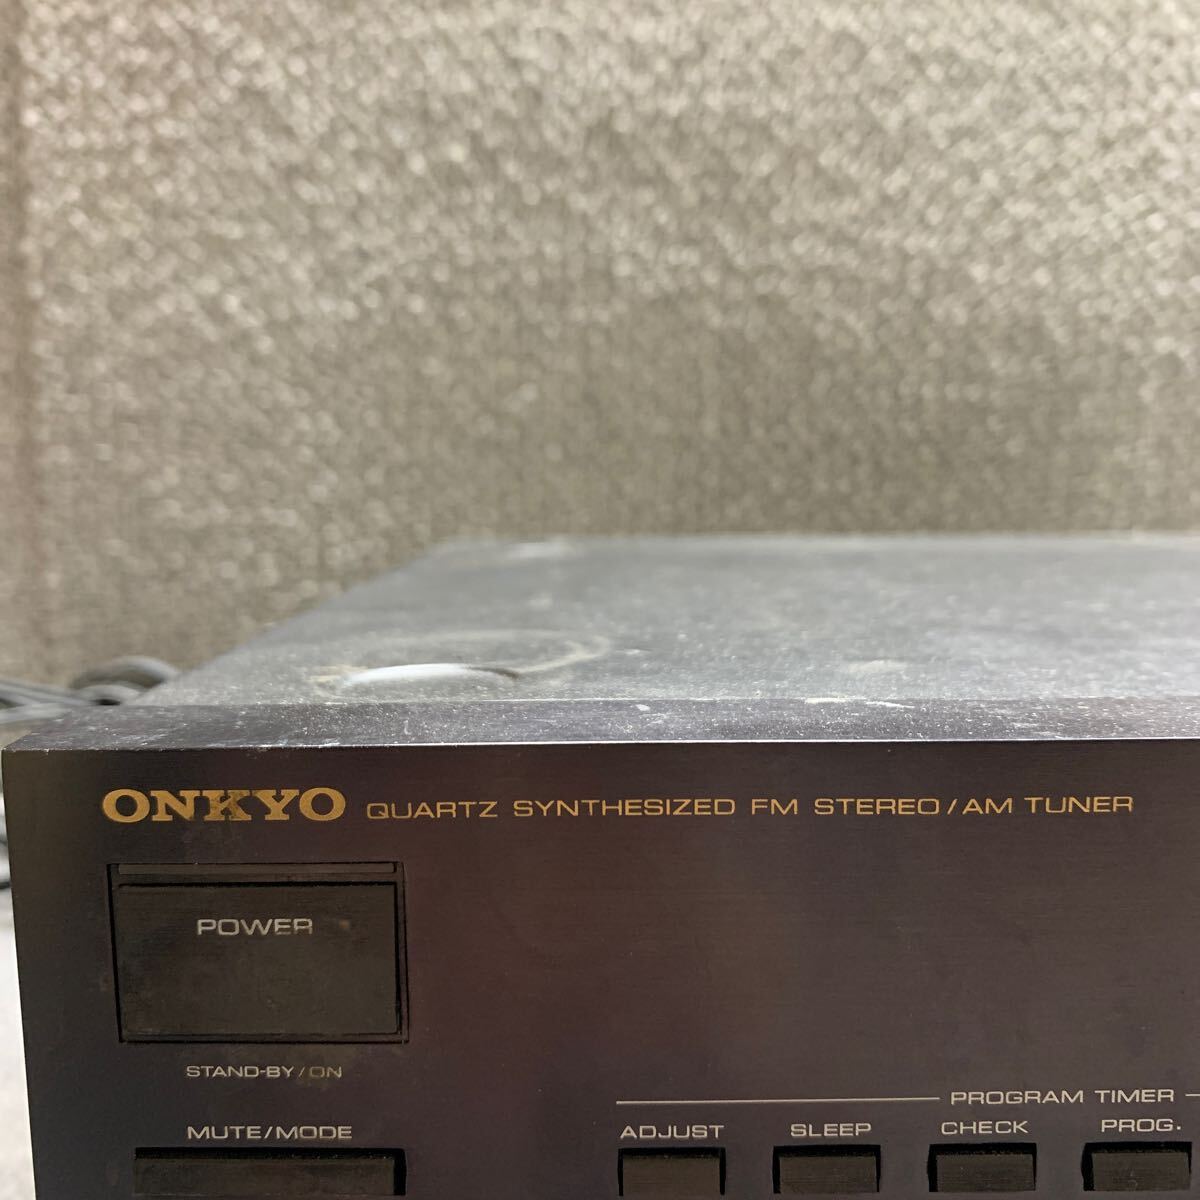 ONKYO QUARTZ SYNTHESIZED FM STEREO/AM TUNER
POWER
STAND-BY/ON
MUTE/MODE
PROGRAM TIMER
ADJUST SLEEP CHECK PROG.